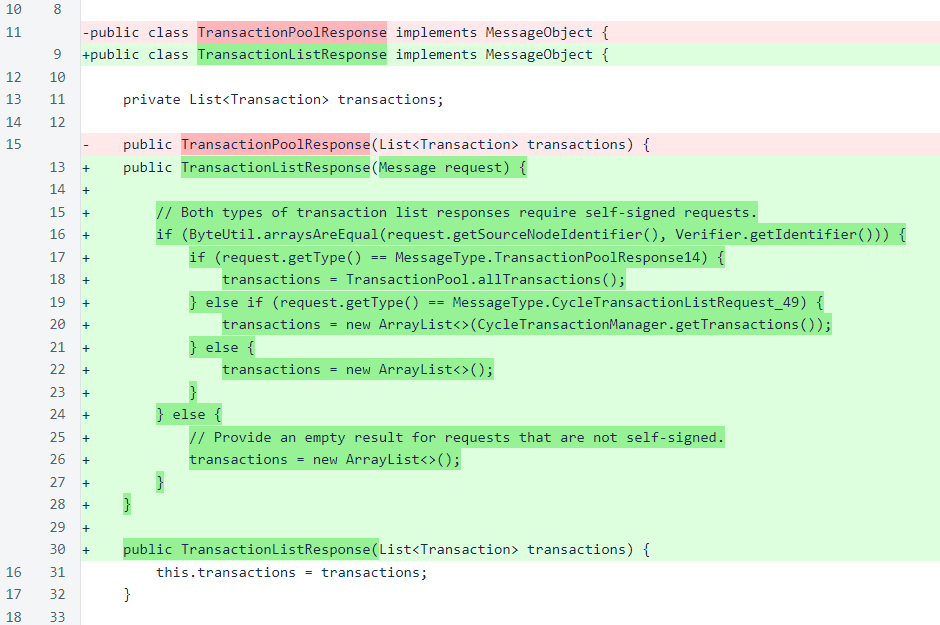 10 8
11 -public class TransactionPoolResponse implements MessageObject {
9 +public class TransactionListResponse implements MessageObject {
12 10
13 11 private List<Transaction> transactions;
14 12
15 - public TransactionPoolResponse(List<Transaction> transactions) {
13 + public TransactionListResponse(Message request) {
14 +
15 + // Both types of transaction list responses require self-signed requests.
16 + if (ByteUtil.arraysAreEqual(request.getSourceNodeIdentifier(), Verifier.getIdentifier())) {
17 + if (request.getType() == MessageType.TransactionPoolResponse14) {
18 + transactions = TransactionPool.allTransactions();
19 + } else if (request.getType() == MessageType.CycleTransactionListRequest_49) {
20 + transactions = new ArrayList<>(CycleTransactionManager.getTransactions());
21 + } else {
22 + transactions = new ArrayList<>();
23 + }
24 + } else {
25 + // Provide an empty result for requests that are not self-signed.
26 + transactions = new ArrayList<>();
27 + }
28 + }
29 +
30 + public TransactionListResponse(List<Transaction> transactions) {
16 31 this.transactions = transactions;
17 32 }
18 33